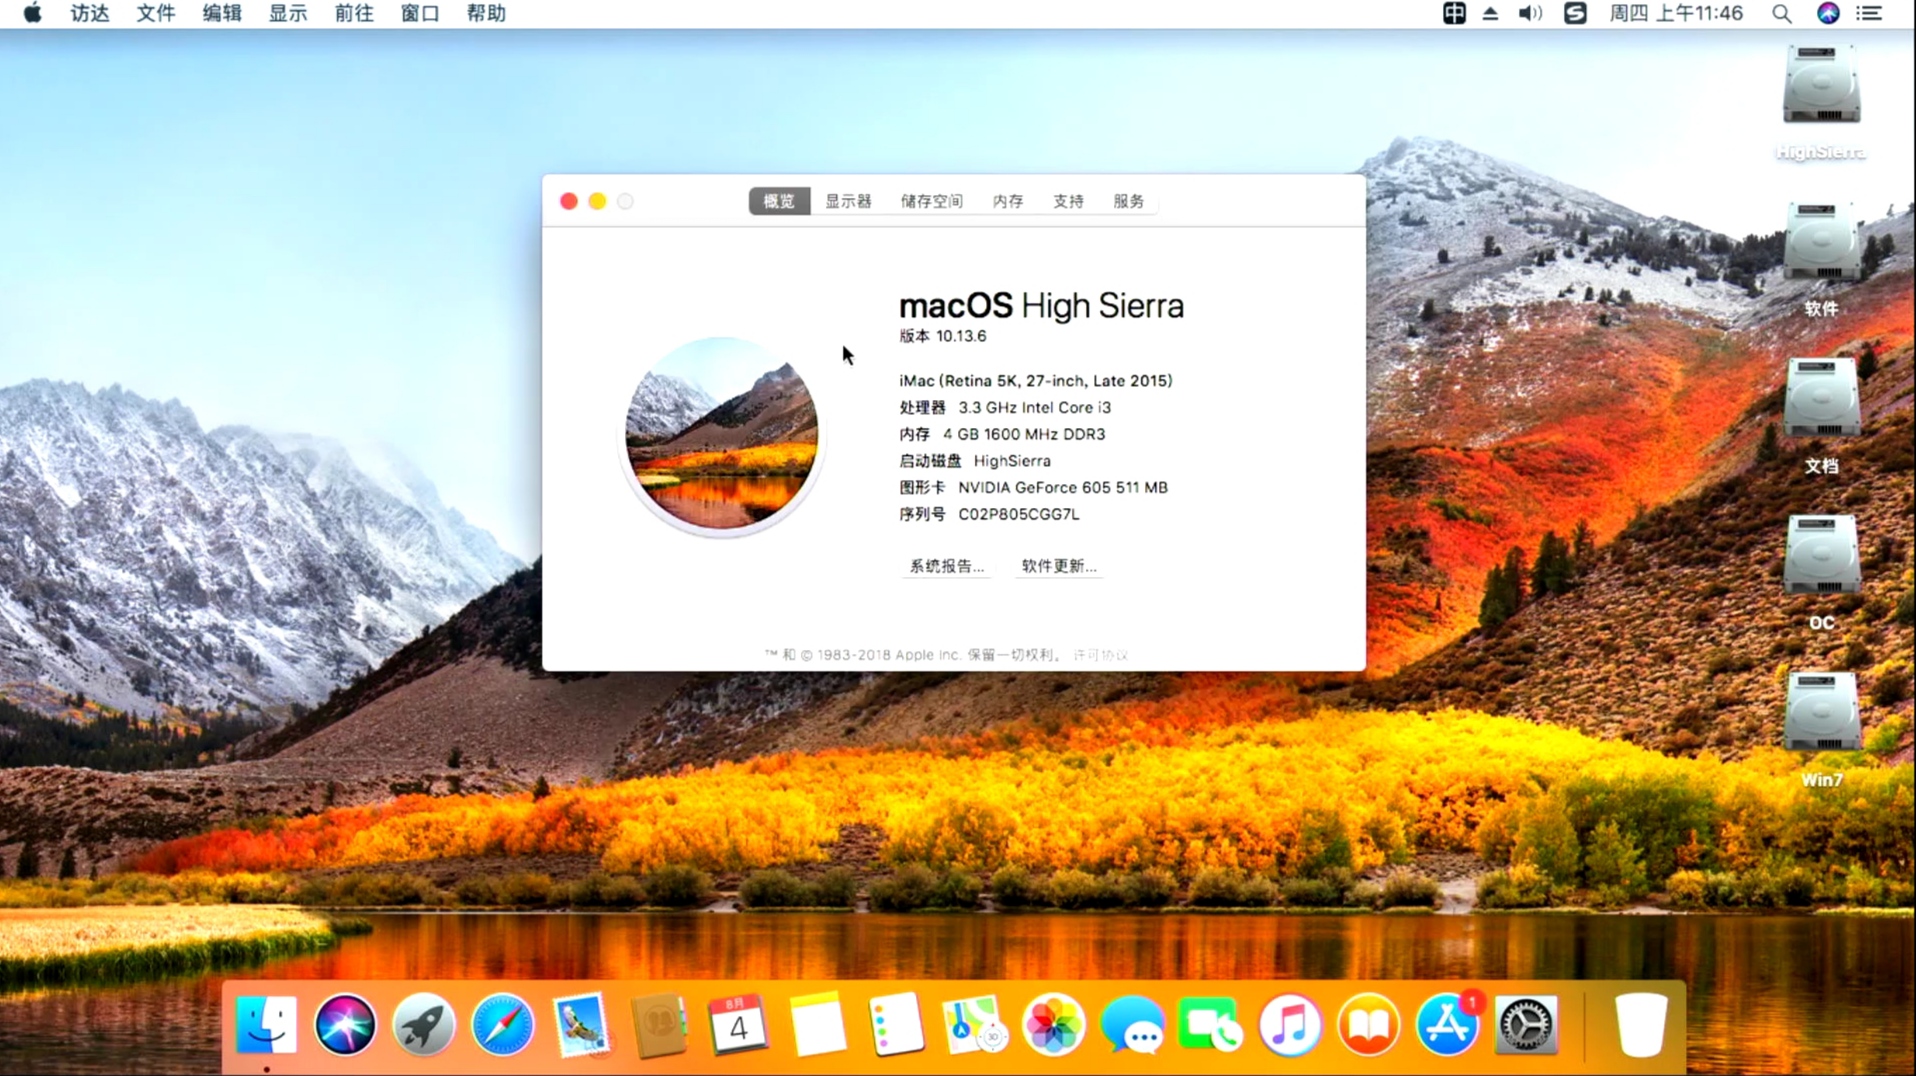 访达 文件 编辑 显示 前往 窗口 帮助
中 S 周四 上午11:46
HighSierra
软件
文档
OC
Win7
概览 显示器 储存空间 内存 支持 服务
macOS High Sierra
版本 10.13.6
iMac (Retina 5K, 27-inch, Late 2015)
处理器 3.3 GHz Intel Core i3
内存 4 GB 1600 MHz DDR3
启动磁盘 HighSierra
图形卡 NVIDIA GeForce 605 511 MB
序列号 C02P805CGG7L
系统报告... 软件更新...
™ 和 © 1983-2018 Apple Inc. 保留一切权利。 许可协议
8月
4
3D
1